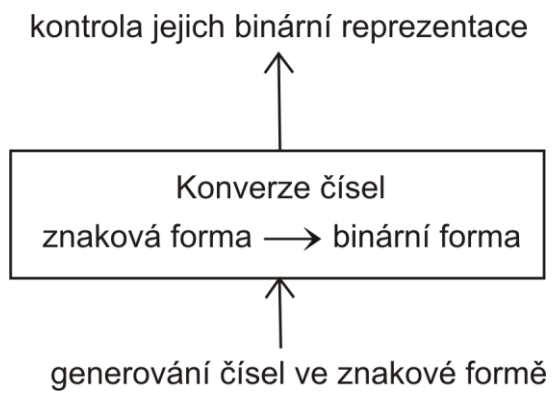 kontrola jejich binární reprezentace
Konverze čísel
znaková forma → binární forma
generování čísel ve znakové formě